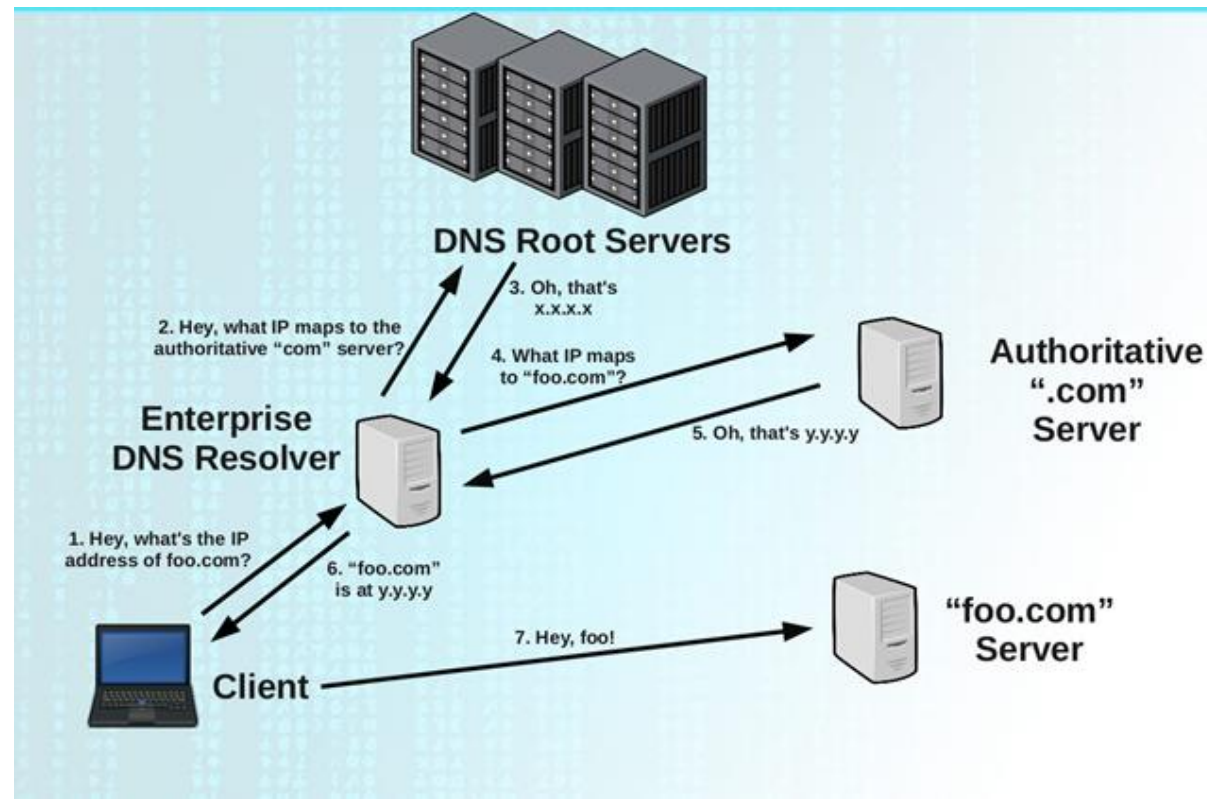 DNS Root Servers
3. Oh, that's
x.x.x.x
2. Hey, what IP maps to the
authoritative “com” server?
4. What IP maps
to “foo.com”?
Authoritative
“.com”
Server
Enterprise
DNS Resolver
5. Oh, that's y.y.y.y
1. Hey, what's the IP
address of foo.com?
6. “foo.com”
is at y.y.y.y
“foo.com”
Server
7. Hey, foo!
Client